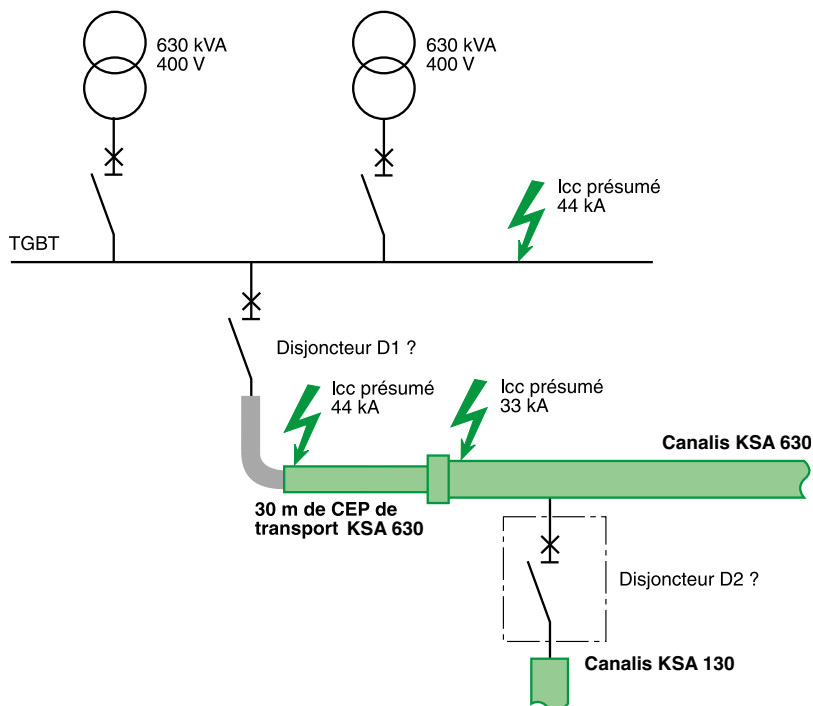 630 kVA
400 V
630 kVA
400 V
Icc présumé
44 kA
TGBT
Disjoncteur D1 ?
Icc présumé
44 kA
Icc présumé
33 kA
Canalis KSA 630
30 m de CEP de
transport KSA 630
Disjoncteur D2 ?
Canalis KSA 130